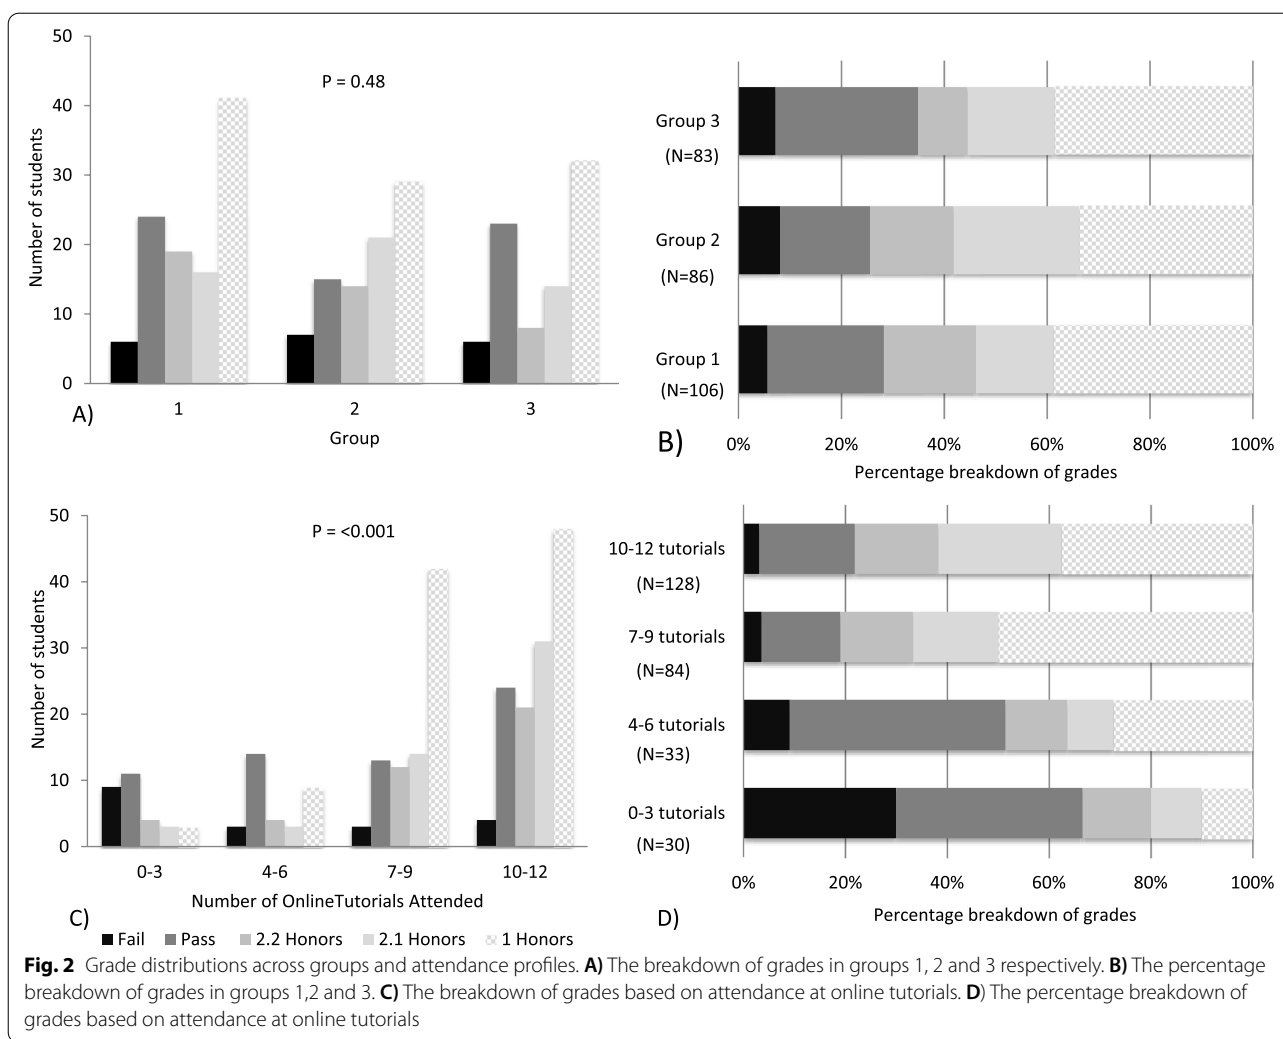 50
40
30
20
10
0
Number of students
P = 0.48
1
2
3
Group
A)
Group 3
(N=83)
Group 2
(N=86)
Group 1
(N=106)
0%
20%
40%
60%
80%
100%
Percentage breakdown of grades
B)
50
40
30
20
10
0
Number of students
P = <0.001
0-3
4-6
7-9
10-12
Number of OnlineTutorials Attended
C)
10-12 tutorials
(N=128)
7-9 tutorials
(N=84)
4-6 tutorials
(N=33)
0-3 tutorials
(N=30)
0%
20%
40%
60%
80%
100%
Percentage breakdown of grades
D)
Fail Pass 2.2 Honors 2.1 Honors 1 Honors
Fig. 2 Grade distributions across groups and attendance profiles. A) The breakdown of grades in groups 1, 2 and 3 respectively. B) The percentage
breakdown of grades in groups 1,2 and 3. C) The breakdown of grades based on attendance at online tutorials. D) The percentage breakdown of
grades based on attendance at online tutorials